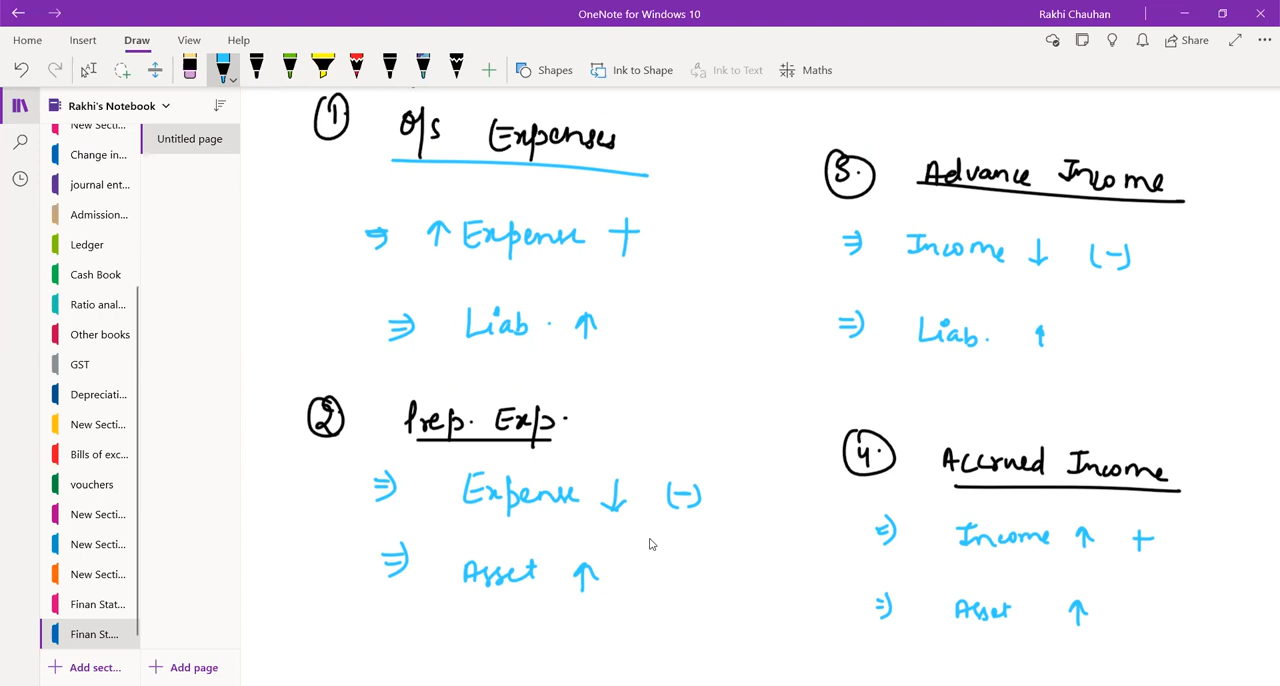 OneNote for Windows 10
Rakhi Chauhan
Home Insert Draw View Help
Share
Shapes Ink to Shape Ink to Text Maths
Rakhi's Notebook
New Secti...
Change in...
journal ent...
Admission...
Ledger
Cash Book
Ratio anal...
Other books
GST
Depreciati...
New Secti...
Bills of exc...
vouchers
New Secti...
New Secti...
New Secti...
Finan Stat...
Finan St....
Add sect...
Untitled page
Add page
1. O/s Expenses
⇒ ↑ Expense +
⇒ Liab. ↑
2. Prep. Exp.
⇒ Expense ↓ (-)
⇒ Asset ↑
3. Advance Income
⇒ Income ↓ (-)
⇒ Liab. ↑
4. Accrued Income
⇒ Income ↑ +
⇒ Asset ↑